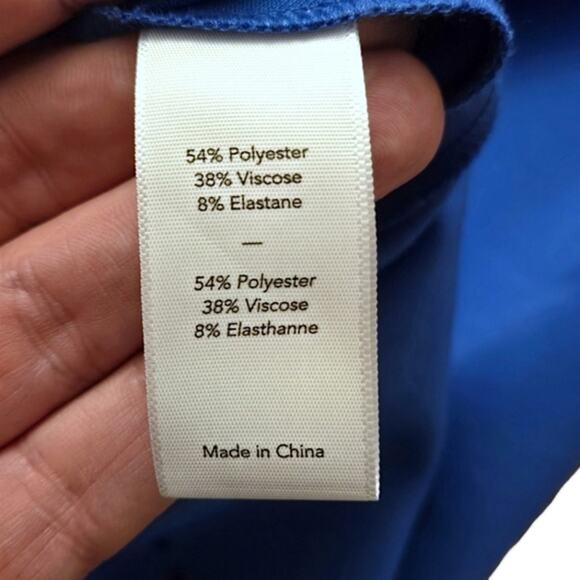 54% Polyester
38% Viscose
8% Elastane
—
54% Polyester
38% Viscose
8% Elasthanne
Made in China